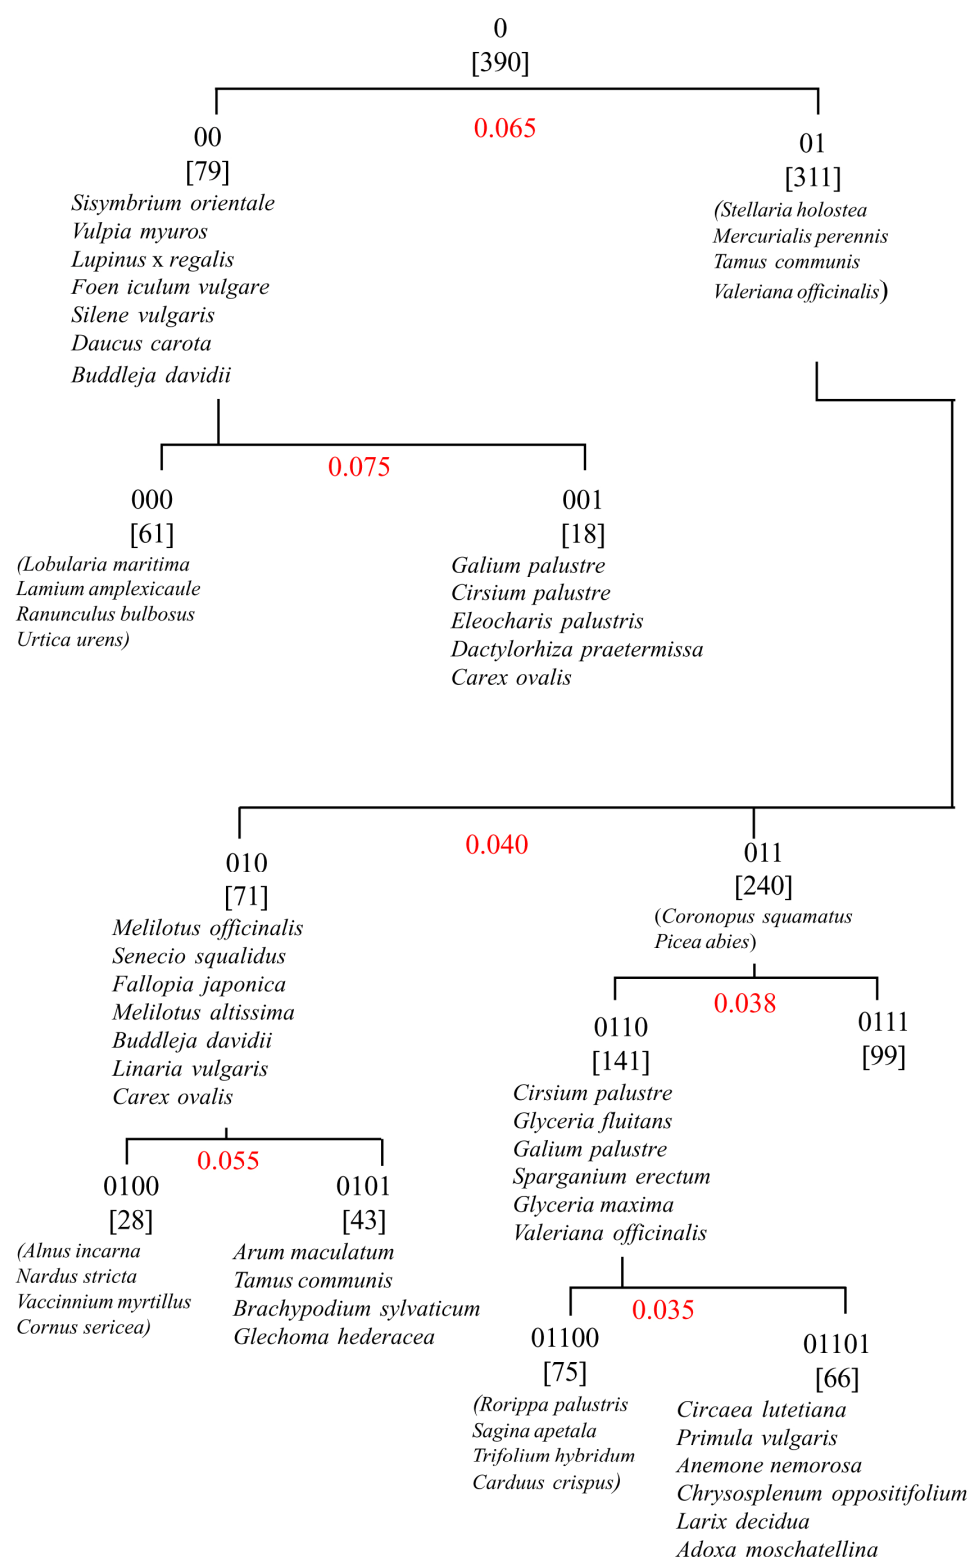 0
[390]
0.065
00
[79]
Sisymbrium orientale
Vulpia myuros
Lupinus x regalis
Foen iculum vulgare
Silene vulgaris
Daucus carota
Buddleja davidii
01
[311]
(Stellaria holostea
Mercurialis perennis
Tamus communis
Valeriana officinalis)
0.075
000
[61]
(Lobularia maritima
Lamium amplexicaule
Ranunculus bulbosus
Urtica urens)
001
[18]
Galium palustre
Cirsium palustre
Eleocharis palustris
Dactylorhiza praetermissa
Carex ovalis
0.040
010
[71]
Melilotus officinalis
Senecio squalidus
Fallopia japonica
Melilotus altissima
Buddleja davidii
Linaria vulgaris
Carex ovalis
011
[240]
(Coronopus squamatus
Picea abies)
0.038
0110
[141]
Cirsium palustre
Glyceria fluitans
Galium palustre
Sparganium erectum
Glyceria maxima
Valeriana officinalis
0111
[99]
0.055
0100
[28]
(Alnus incarna
Nardus stricta
Vaccinnium myrtillus
Cornus sericea)
0101
[43]
Arum maculatum
Tamus communis
Brachypodium sylvaticum
Glechoma hederacea
0.035
01100
[75]
(Rorippa palustris
Sagina apetala
Trifolium hybridum
Carduus crispus)
01101
[66]
Circaea lutetiana
Primula vulgaris
Anemone nemorosa
Chrysosplenum oppositifolium
Larix decidua
Adoxa moschatellina